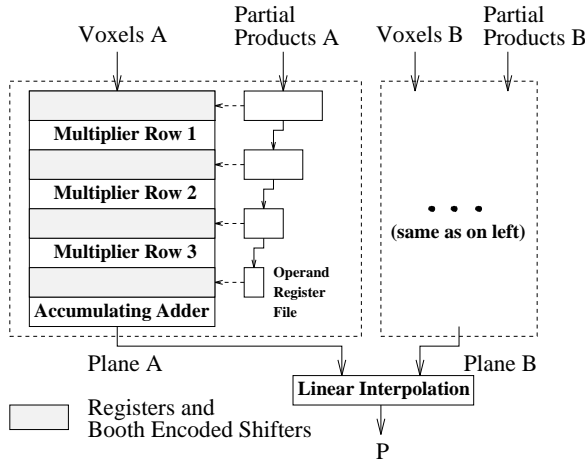 Voxels A
Partial
Products A
Voxels B
Partial
Products B
Multiplier Row 1
Multiplier Row 2
Multiplier Row 3
Accumulating Adder
Operand
Register
File
• • •
(same as on left)
Plane A
Plane B
Linear Interpolation
P
Registers and
Booth Encoded Shifters